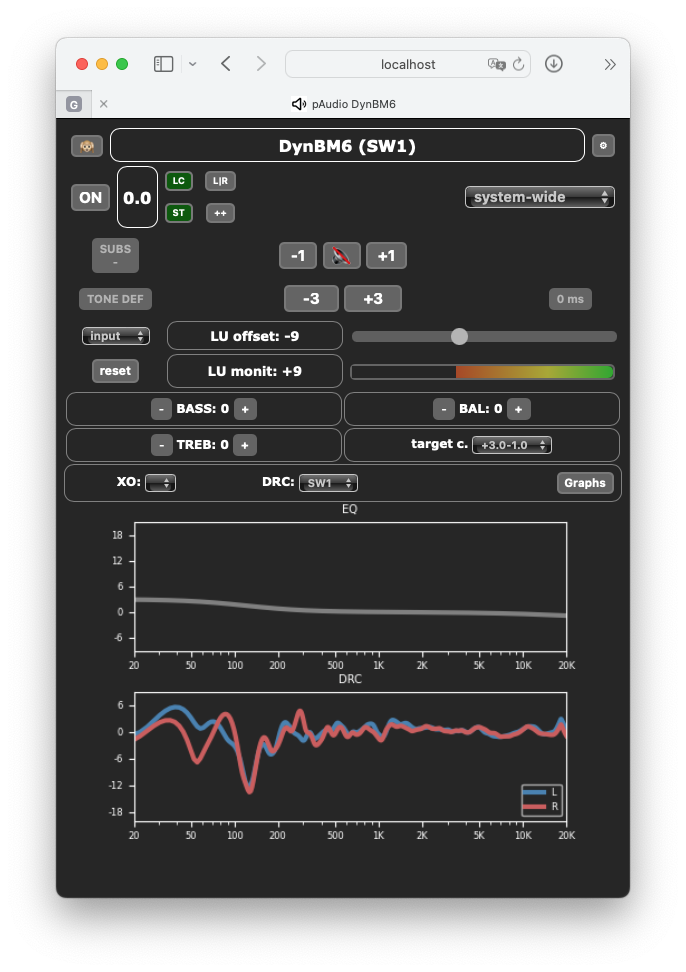 localhost
G
pAudio DynBM6
DynBM6 (SW1)
ON
0.0
LC
L|R
ST
++
system-wide
SUBS
-
-1
+1
TONE DEF
-3
+3
0 ms
input
LU offset: -9
reset
LU monit: +9
- BASS: 0 +
- BAL: 0 +
- TREB: 0 +
target c. +3.0-1.0
XO:
DRC: SW1
Graphs
EQ
18
12
6
0
-6
20 50 100 200 500 1K 2K 5K 10K 20K
DRC
6
0
-6
-12
-18
L
R
20 50 100 200 500 1K 2K 5K 10K 20K